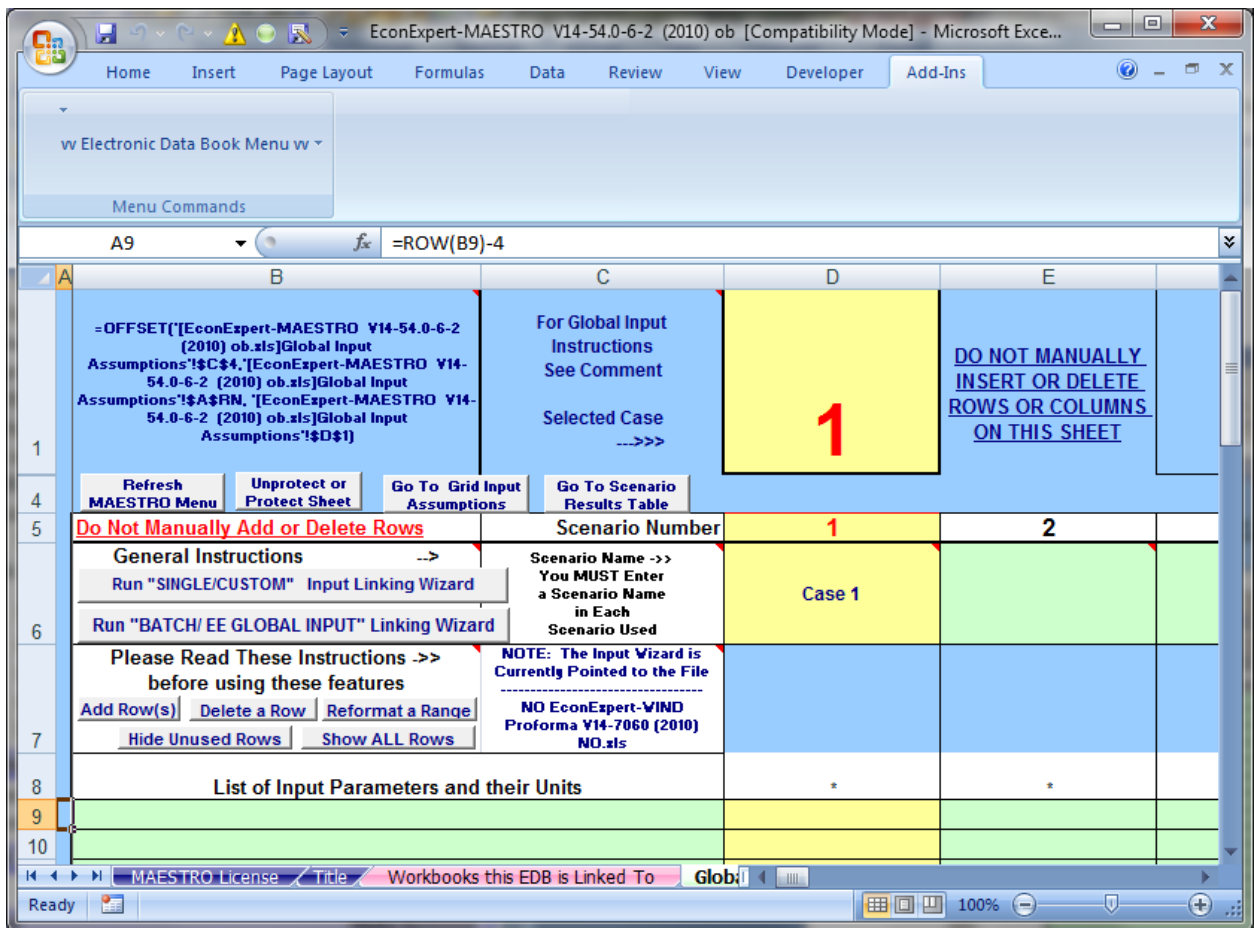 EconExpert-MAESTRO V14-54.0-6-2 (2010) ob [Compatibility Mode] - Microsoft Exce...
Home Insert Page Layout Formulas Data Review View Developer Add-Ins
vv Electronic Data Book Menu vv
Menu Commands
A9 fx =ROW(B9)-4
A B C D E
=OFFSET('[EconExpert-MAESTRO V14-54.0-6-2
(2010) ob.xls]Global Input
Assumptions'!$C$4,'[EconExpert-MAESTRO V14-
54.0-6-2 (2010) ob.xls]Global Input
Assumptions'!$A$RN, '[EconExpert-MAESTRO V14-
54.0-6-2 (2010) ob.xls]Global Input
Assumptions'!$D$1)
For Global Input
Instructions
See Comment
Selected Case
--->>>
1
DO NOT MANUALLY
INSERT OR DELETE
ROWS OR COLUMNS
ON THIS SHEET
1
Refresh
MAESTRO Menu
Unprotect or
Protect Sheet
Go To Grid Input
Assumptions
Go To Scenario
Results Table
4
5 Do Not Manually Add or Delete Rows Scenario Number 1 2
General Instructions -->
Run "SINGLE/CUSTOM" Input Linking Wizard
Run "BATCH/ EE GLOBAL INPUT" Linking Wizard
Scenario Name ->>
You MUST Enter
a Scenario Name
in Each
Scenario Used
Case 1
6
Please Read These Instructions ->>
before using these features
Add Row(s) Delete a Row Reformat a Range
Hide Unused Rows Show ALL Rows
NOTE: The Input Wizard is
Currently Pointed to the File
----------------------------------
NO EconExpert-WIND
Proforma V14-7060 (2010)
NO.xls
7
8 List of Input Parameters and their Units * *
9
10
MAESTRO License Title Workbooks this EDB is Linked To Globa
Ready 100%